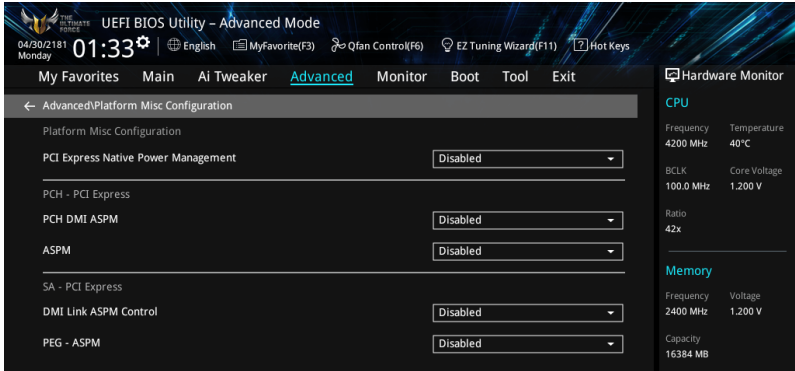 THE ULTIMATE FORCE UEFI BIOS Utility – Advanced Mode
04/30/2181 Monday 01:33 English MyFavorite(F3) Qfan Control(F6) EZ Tuning Wizard(F11) ? Hot Keys
My Favorites Main Ai Tweaker Advanced Monitor Boot Tool Exit
← Advanced\Platform Misc Configuration
Platform Misc Configuration
PCI Express Native Power Management Disabled
PCH - PCI Express
PCH DMI ASPM Disabled
ASPM Disabled
SA - PCI Express
DMI Link ASPM Control Disabled
PEG - ASPM Disabled
Hardware Monitor
CPU
Frequency Temperature
4200 MHz 40°C
BCLK Core Voltage
100.0 MHz 1.200 V
Ratio
42x
Memory
Frequency Voltage
2400 MHz 1.200 V
Capacity
16384 MB